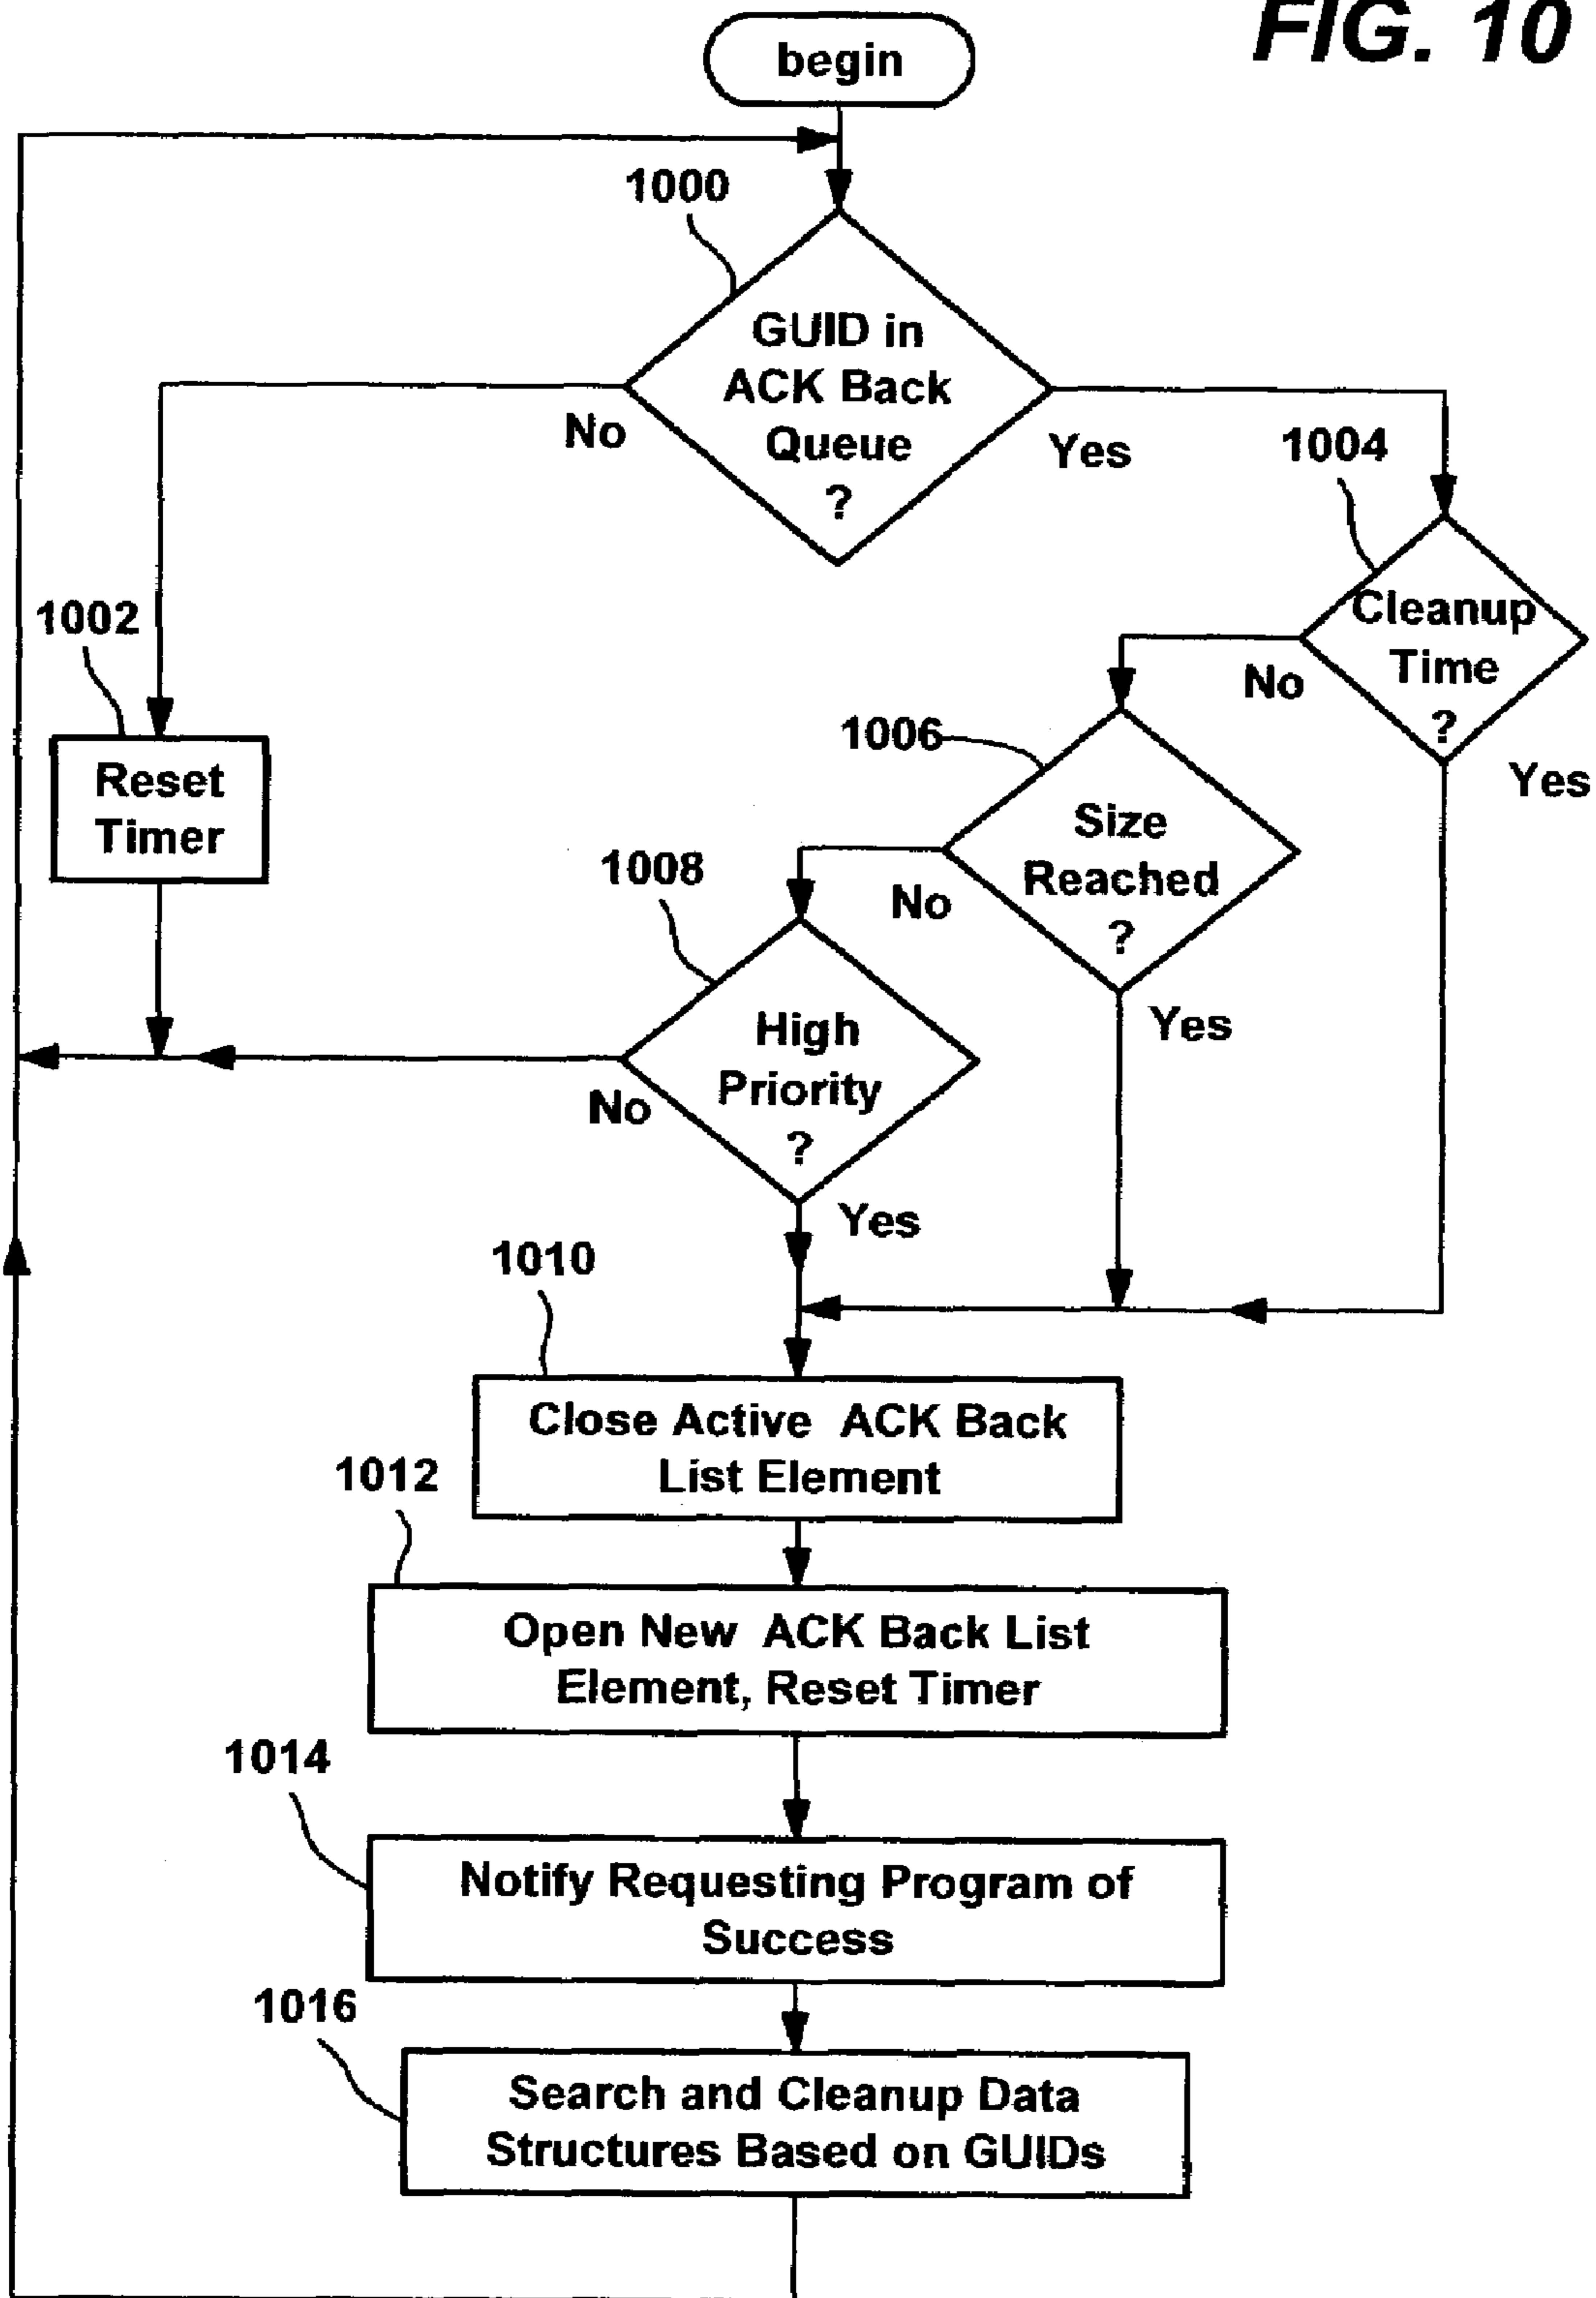 FIG. 10
begin
1000
GUID in
ACK Back
Queue
?
No
Yes
1004
Cleanup
Time
?
No
Yes
1002
Reset
Timer
1006
Size
Reached
?
No
Yes
1008
High
Priority
?
No
Yes
1010
Close Active ACK Back
List Element
1012
Open New ACK Back List
Element, Reset Timer
1014
Notify Requesting Program of
Success
1016
Search and Cleanup Data
Structures Based on GUIDs